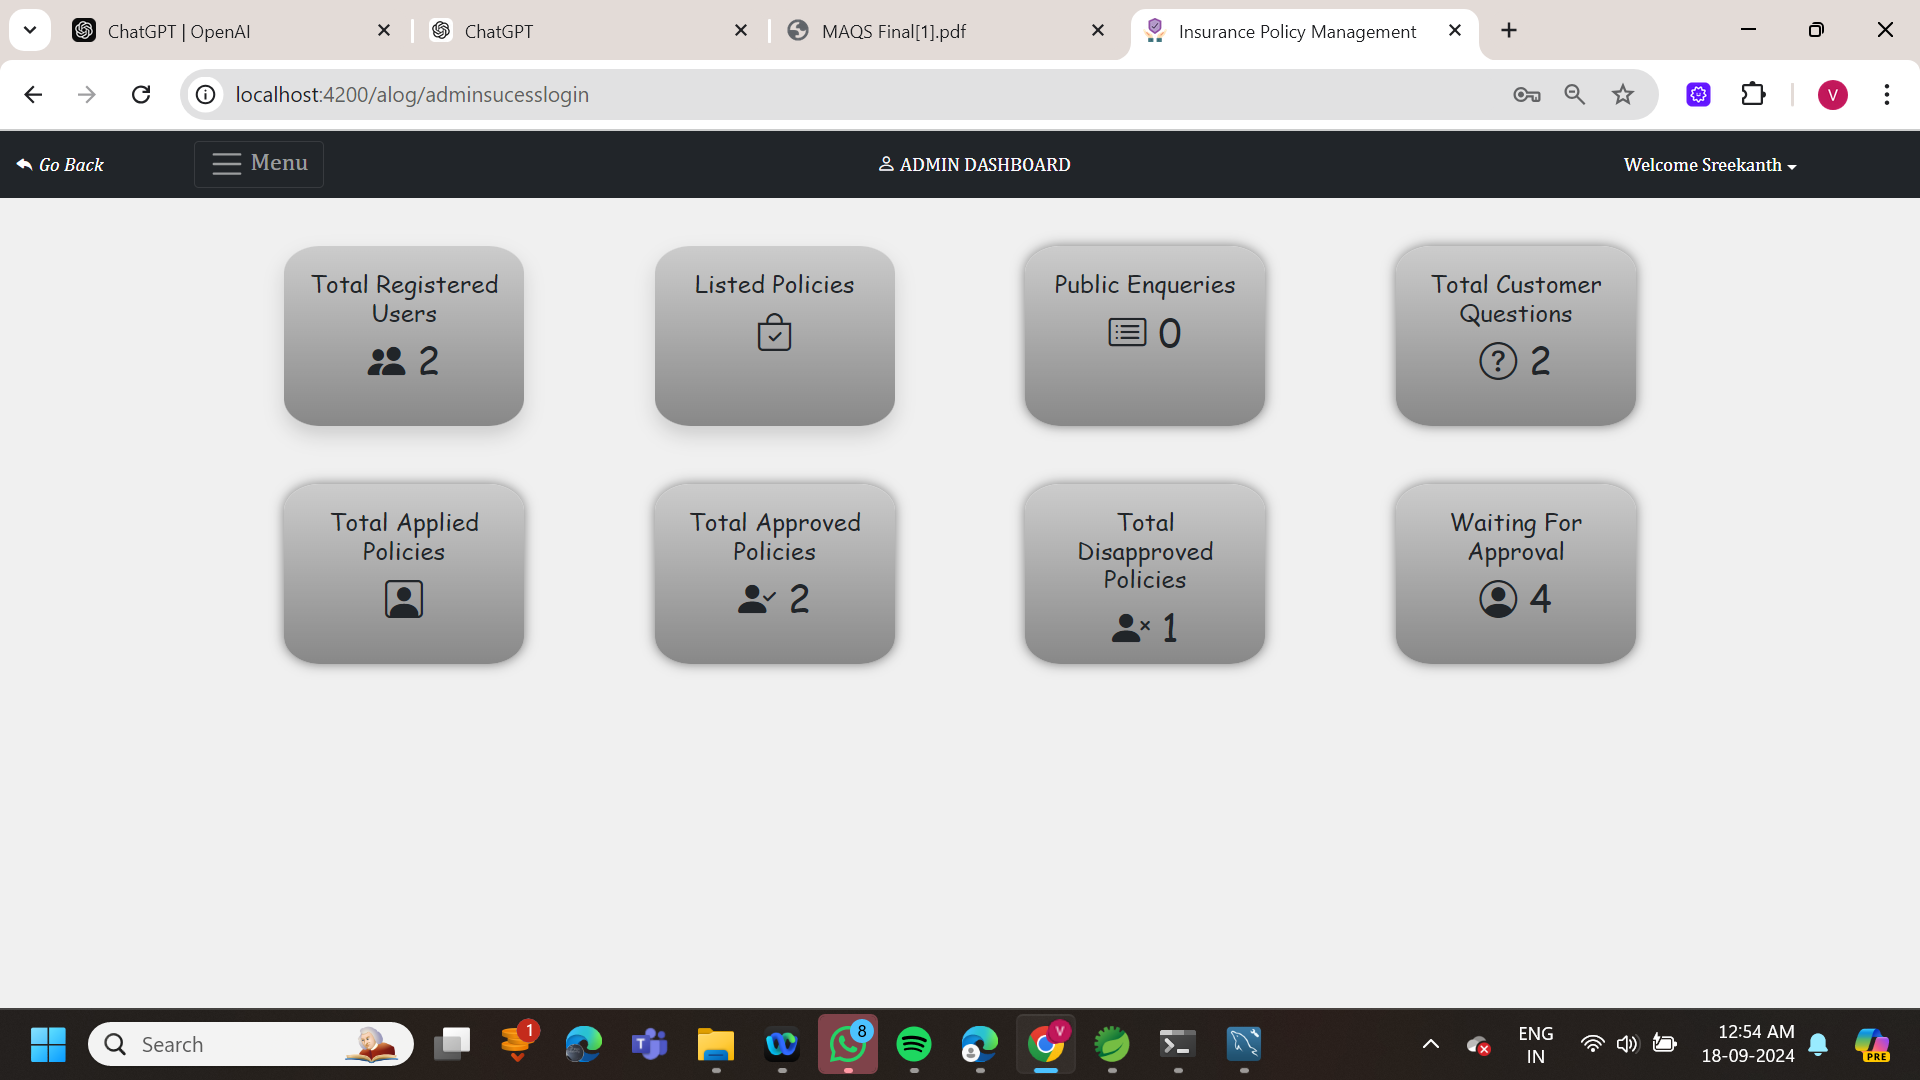 ChatGPT | OpenAI
ChatGPT
MAQS Final[1].pdf
Insurance Policy Management
localhost:4200/alog/adminsucesslogin
V
Go Back
Menu
ADMIN DASHBOARD
Welcome Sreekanth
Total Registered
Users
2
Listed Policies
Public Enqueries
0
Total Customer
Questions
? 2
Total Applied
Policies
Total Approved
Policies
2
Total
Disapproved
Policies
1
Waiting For
Approval
4
Search
1
8
V
ENG
IN
12:54 AM
18-09-2024
PRE